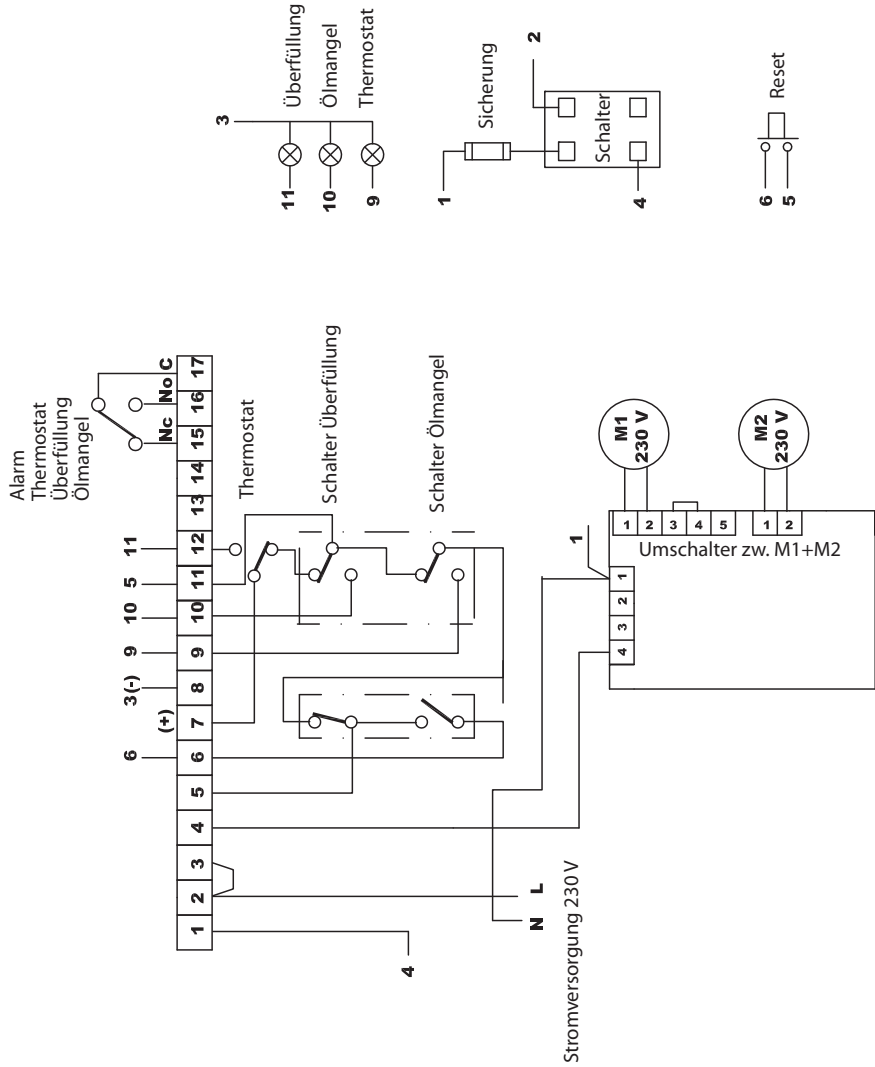 Alarm
Thermostat
Überfüllung
Ölmangel
Nc No C
1 2 3 4 5 6 7 8 9 10 11 12 13 14 15 16 17
6 (+) 3(-) 9 10 5 11
Thermostat
Schalter Überfüllung
Schalter Ölmangel
4
N L
Stromversorgung 230 V
1
4 3 2 1
Umschalter zw. M1+M2
1 2 3 4 5
1 2
M1
230 V
M2
230 V
3
11
10
9
Überfüllung
Ölmangel
Thermostat
1
Sicherung
2
Schalter
4
6
5
Reset